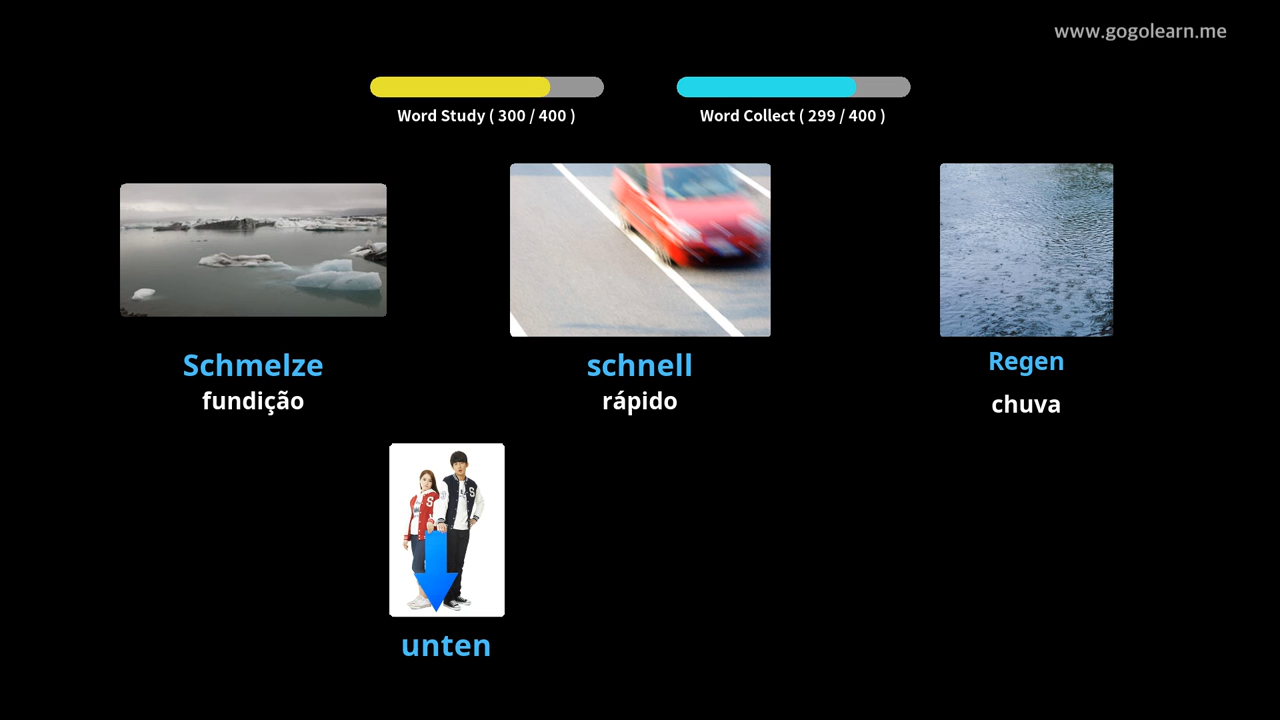 www.gogolearn.me
Word Study ( 300 / 400 )
Word Collect ( 299 / 400 )
Schmelze
fundição
schnell
rápido
Regen
chuva
S
S
unten